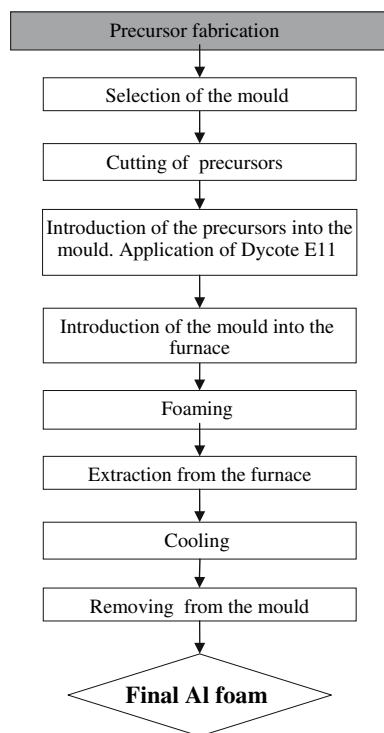 Precursor fabrication
Selection of the mould
Cutting of precursors
Introduction of the precursors into the
mould. Application of Dycote E11
Introduction of the mould into the
furnace
Foaming
Extraction from the furnace
Cooling
Removing from the mould
Final Al foam